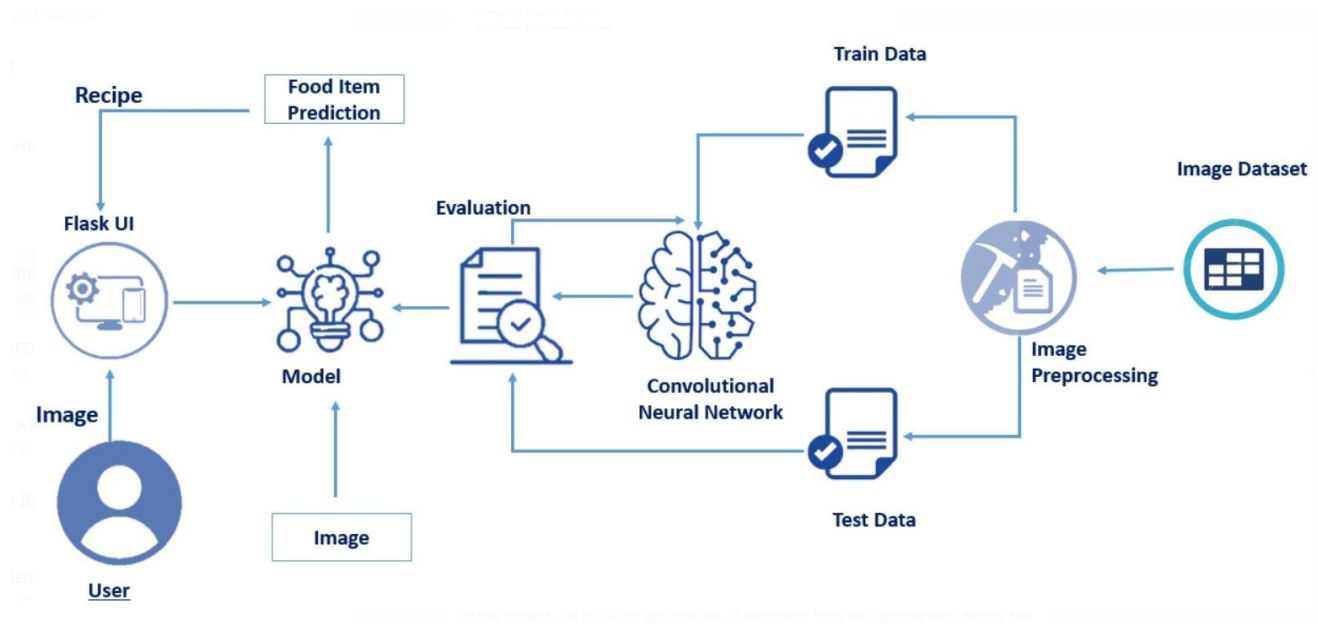 Train Data
Food Item
Prediction
Recipe
Image Dataset
Evaluation
Flask UI
Image
Preprocessing
Model
Convolutional
Neural Network
Image
Test Data
Image
User